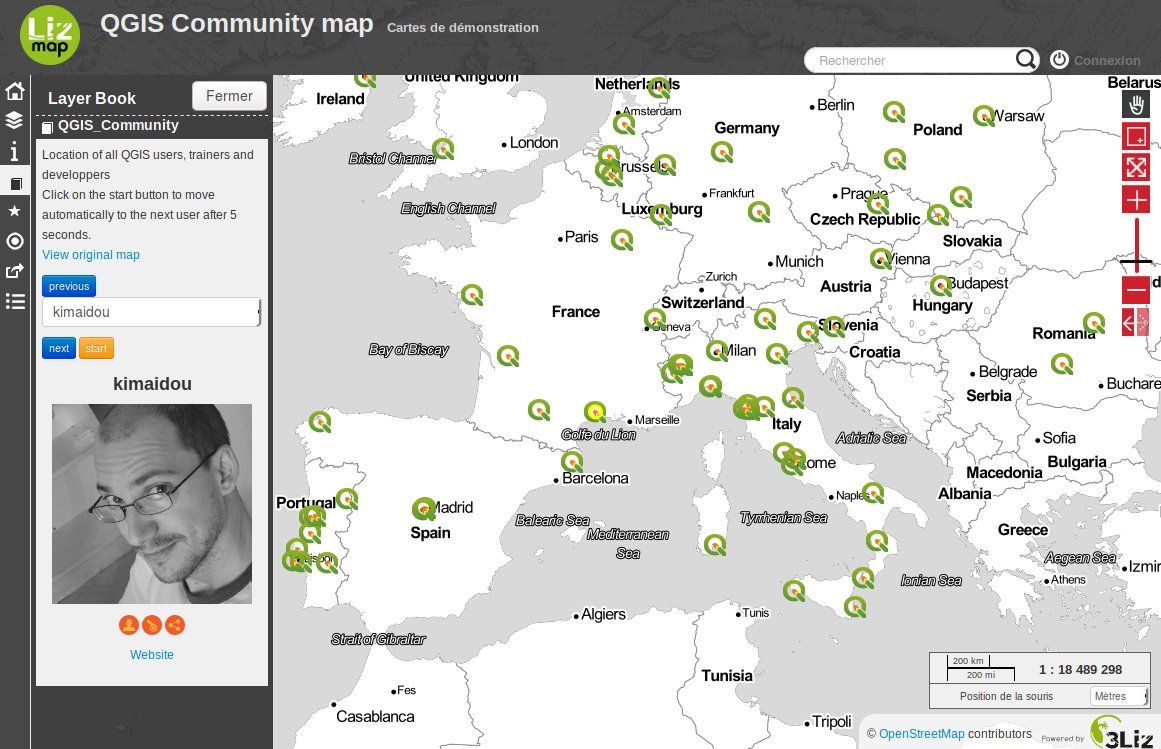 Liz
map
QGIS Community map
Cartes de démonstration
Rechercher
Connexion
Layer Book
Fermer
QGIS_Community
Location of all QGIS users, trainers and
developpers
Click on the start button to move
automatically to the next user after 5
seconds.
View original map
previous
kimaidou
next
start
kimaidou
Website
United Kingdom
Ireland
Netherlands
Amsterdam
Berlin
Belarus
Warsaw
Poland
Germany
London
Bristol Channel
Brussels
Frankfurt
Prague
English Channel
Luxemburg
Czech Republic
Paris
Slovakia
Munich
Vienna
Zurich
Budapest
Austria
Switzerland
Hungary
France
Geneva
Slovenia
Romania
Bay of Biscay
Milan
Croatia
Belgrade
Buchare
Serbia
Marseille
Italy
Golfe du Lion
Adriatic Sea
Sofia
Bulgaria
Rome
Macedonia
Barcelona
Albania
Naples
Portugal
Madrid
Balearic Sea
Tyrrhenian Sea
Spain
Mediterranean
Sea
Greece
Lisbon
Aegean Sea
Izmir
Ionian Sea
Athens
Algiers
Tunis
Strait of Gibraltar
Tunisia
Fes
Casablanca
Tripoli
200 km
200 mi
1 : 18 489 298
Position de la souris
Mètres
© OpenStreetMap contributors
Powered by
3Liz